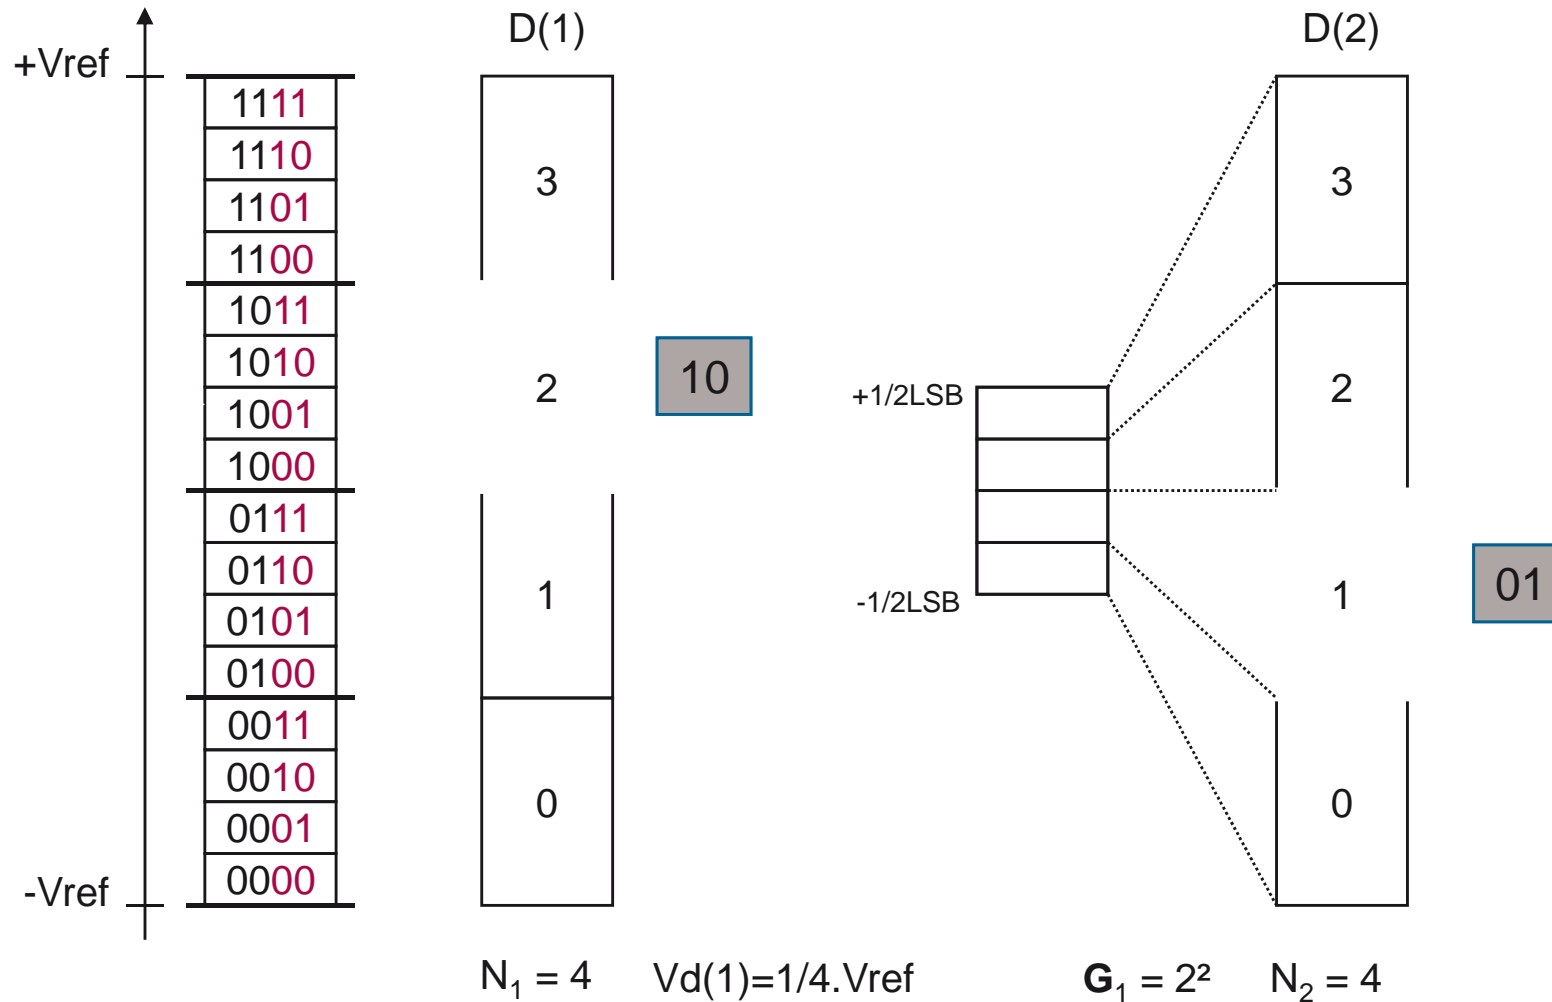 D(1)
D(2)
+Vref
1111
1110
1101
1100
1011
1010
1001
1000
0111
0110
0101
0100
0011
0010
0001
0000
-Vref
3
2
1
0
10
+1/2LSB
-1/2LSB
3
2
1
0
01
N₁ = 4
Vd(1)=1/4.Vref
G₁ = 2²
N₂ = 4